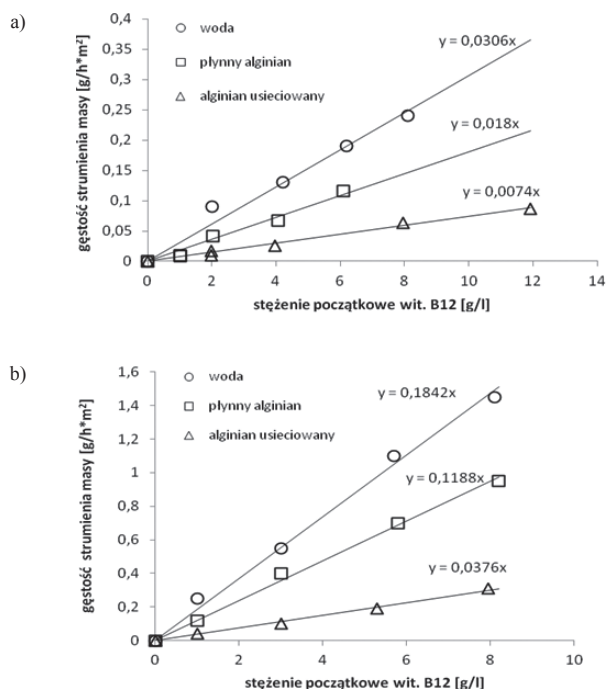 a)
0,4
0,35
0,3
0,25
0,2
0,15
0,1
0,05
0
gęstość strumienia masy [g/h*m²]
woda
płynny alginian
alginian usieciowany
y = 0,0306x
y = 0,018x
y = 0,0074x
0 2 4 6 8 10 12 14
stężenie początkowe wit. B12 [g/l]
b)
1,6
1,4
1,2
1
0,8
0,6
0,4
0,2
0
gęstość strumienia masy [g/h*m²]
woda
płynny alginian
alginian usieciowany
y = 0,1842x
y = 0,1188x
y = 0,0376x
0 2 4 6 8 10
stężenie początkowe wit. B12 [g/l]